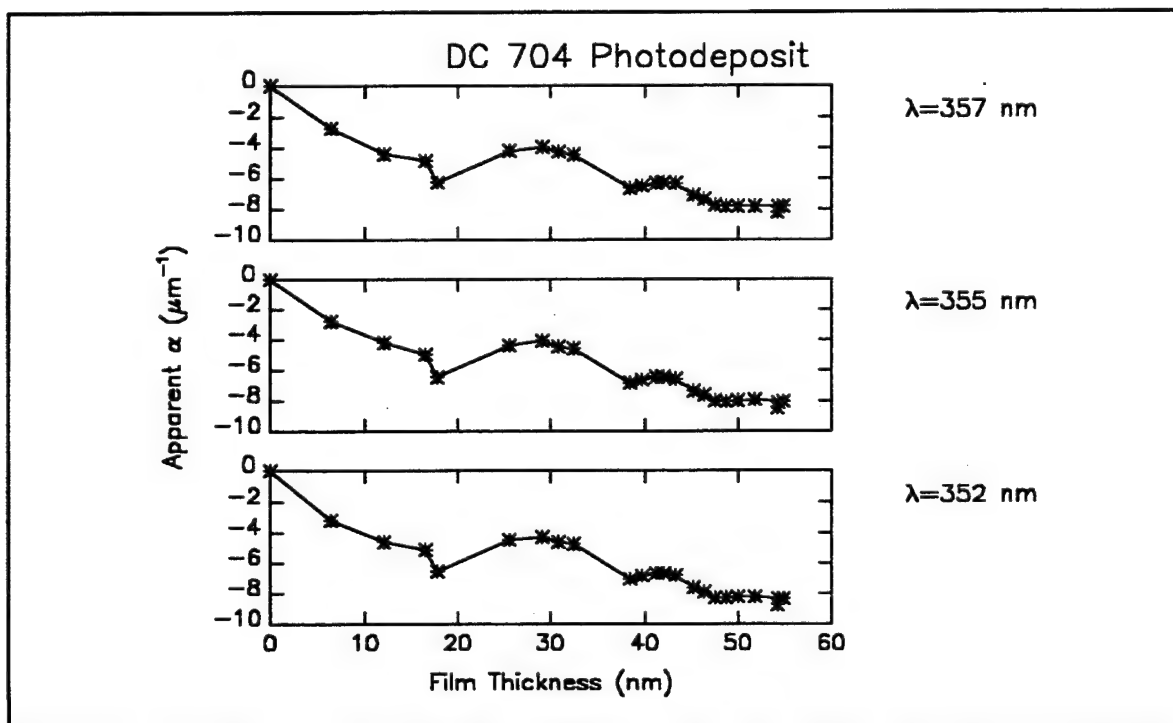 DC 704 Photodeposit
0
−2
−4
−6
−8
−10
λ=357 nm
0
−2
−4
−6
−8
−10
λ=355 nm
Apparent α (μm⁻¹)
0
−2
−4
−6
−8
−10
λ=352 nm
0 10 20 30 40 50 60
Film Thickness (nm)